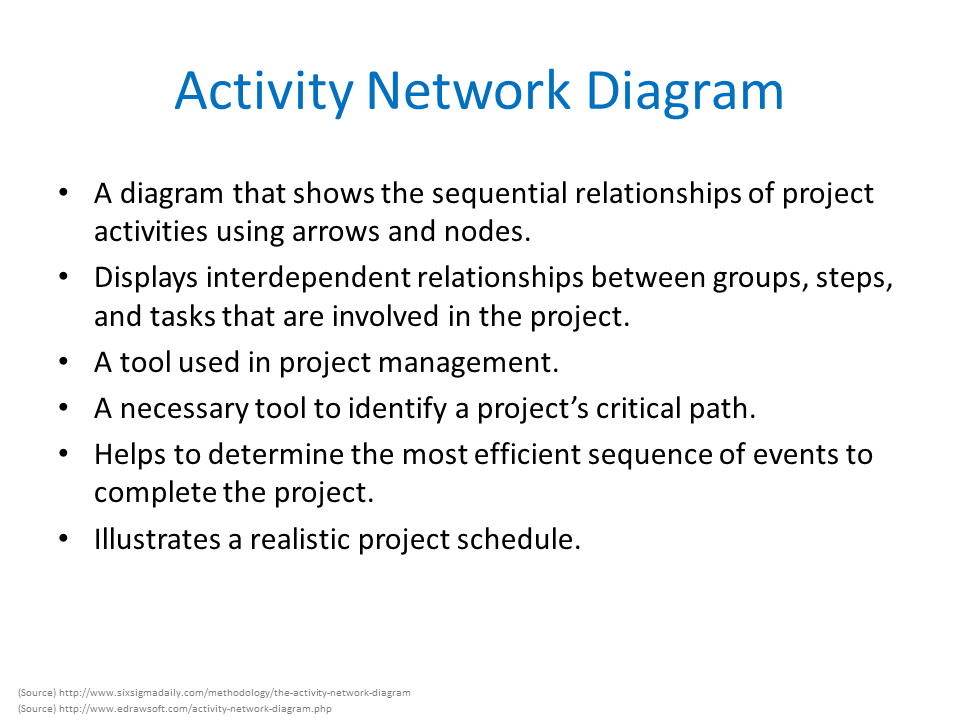 Activity Network Diagram
• A diagram that shows the sequential relationships of project
activities using arrows and nodes.
• Displays interdependent relationships between groups, steps,
and tasks that are involved in the project.
• A tool used in project management.
• A necessary tool to identify a project’s critical path.
• Helps to determine the most efficient sequence of events to
complete the project.
• Illustrates a realistic project schedule.
(Source) http://www.sixsigmadaily.com/methodology/the-activity-network-diagram
(Source) http://www.edrawsoft.com/activity-network-diagram.php